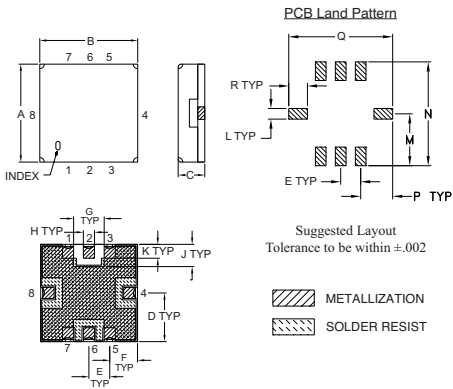 PCB Land Pattern
B
7 6 5
A
8
4
INDEX
1 2 3
C
Q
R TYP
L TYP
N
M
E TYP
P TYP
Suggested Layout
Tolerance to be within ±.002
G
TYP
H TYP
1 2 3
K TYP
J TYP
8
4
D TYP
7 6 5
F
TYP
E
TYP
METALLIZATION
SOLDER RESIST